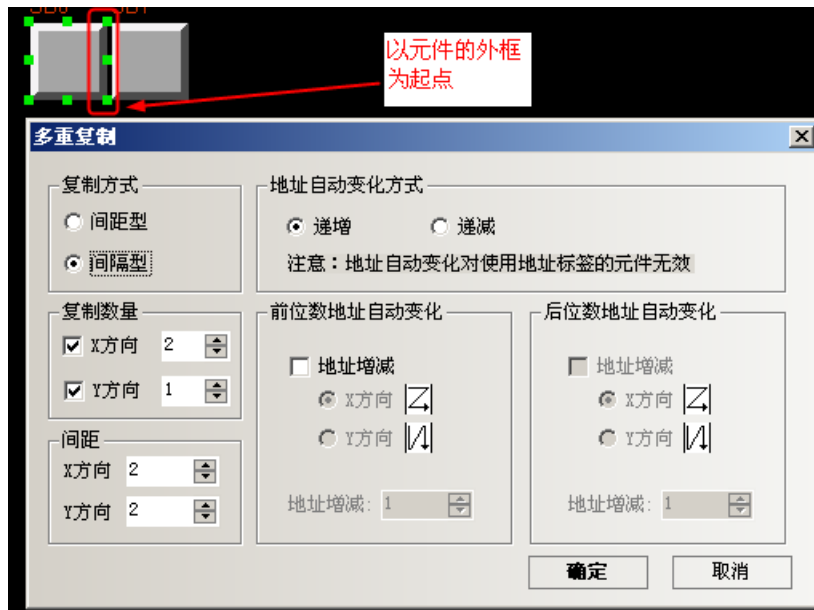 以元件的外框
为起点
多重复制
复制方式
间距型
间隔型
地址自动变化方式
递增
递减
注意：地址自动变化对使用地址标签的元件无效
复制数量
X方向 2
Y方向 1
间距
X方向 2
Y方向 2
前位数地址自动变化
地址增减
X方向
Y方向
地址增减: 1
后位数地址自动变化
地址增减
X方向
Y方向
地址增减: 1
确定
取消